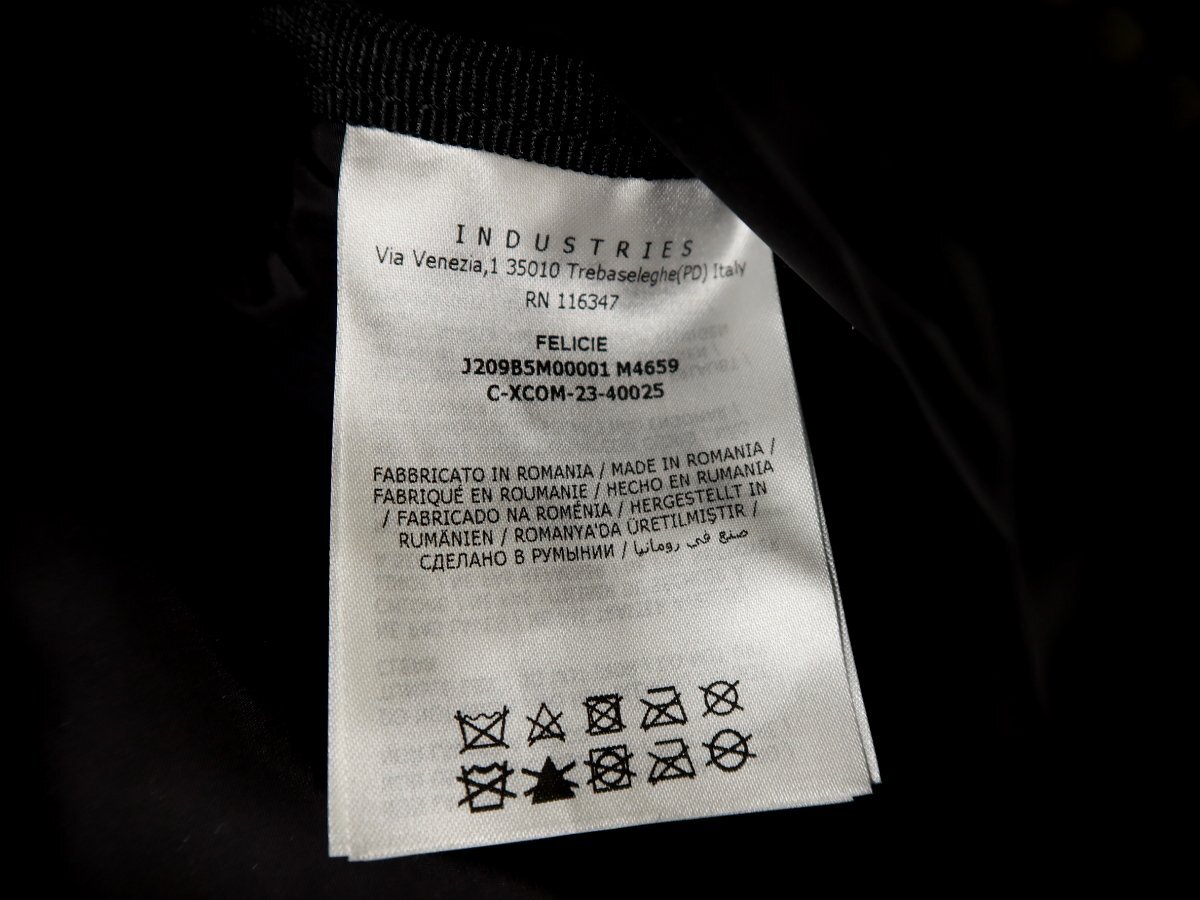 INDUSTRIES
Via Venezia,1 35010 Trebaseleghe(PD) Italy
RN 116347
FELICIE
J209B5M00001 M4659
C-XCOM-23-40025
FABBRICATO IN ROMANIA / MADE IN ROMANIA /
FABRIQUÉ EN ROUMANIE / HECHO EN RUMANIA
/ FABRICADO NA ROMÉNIA / HERGESTELLT IN
RUMÄNIEN / ROMANYA'DA ÜRETILMIŞTIR /
СДЕЛАНО В РУМЫНИИ / صنع في رومانيا